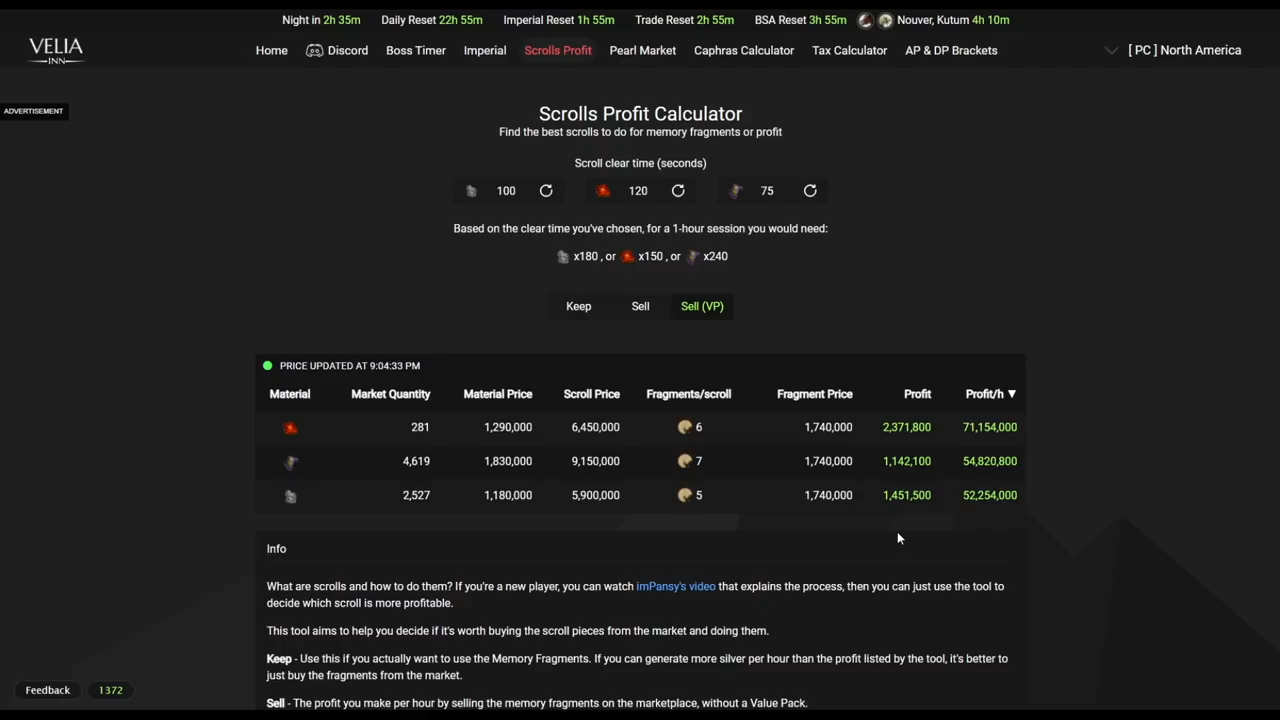 Night in 2h 35m Daily Reset 22h 55m Imperial Reset 1h 55m Trade Reset 2h 55m BSA Reset 3h 55m Nouver, Kutum 4h 10m
VELIA
INN
Home Discord Boss Timer Imperial Scrolls Profit Pearl Market Caphras Calculator Tax Calculator AP & DP Brackets [ PC ] North America
ADVERTISEMENT
Scrolls Profit Calculator
Find the best scrolls to do for memory fragments or profit
Scroll clear time (seconds)
100 120 75
Based on the clear time you've chosen, for a 1-hour session you would need:
x180 , or x150 , or x240
Keep Sell Sell (VP)
PRICE UPDATED AT 9:04:33 PM
Material Market Quantity Material Price Scroll Price Fragments/scroll Fragment Price Profit Profit/h ▼
281 1,290,000 6,450,000 6 1,740,000 2,371,800 71,154,000
4,619 1,830,000 9,150,000 7 1,740,000 1,142,100 54,820,800
2,527 1,180,000 5,900,000 5 1,740,000 1,451,500 52,254,000
Info
What are scrolls and how to do them? If you're a new player, you can watch imPansy's video that explains the process, then you can just use the tool to
decide which scroll is more profitable.
This tool aims to help you decide if it's worth buying the scroll pieces from the market and doing them.
Keep - Use this if you actually want to use the Memory Fragments. If you can generate more silver per hour than the profit listed by the tool, it's better to
just buy the fragments from the market.
Sell - The profit you make per hour by selling the memory fragments on the marketplace, without a Value Pack.
Feedback 1372